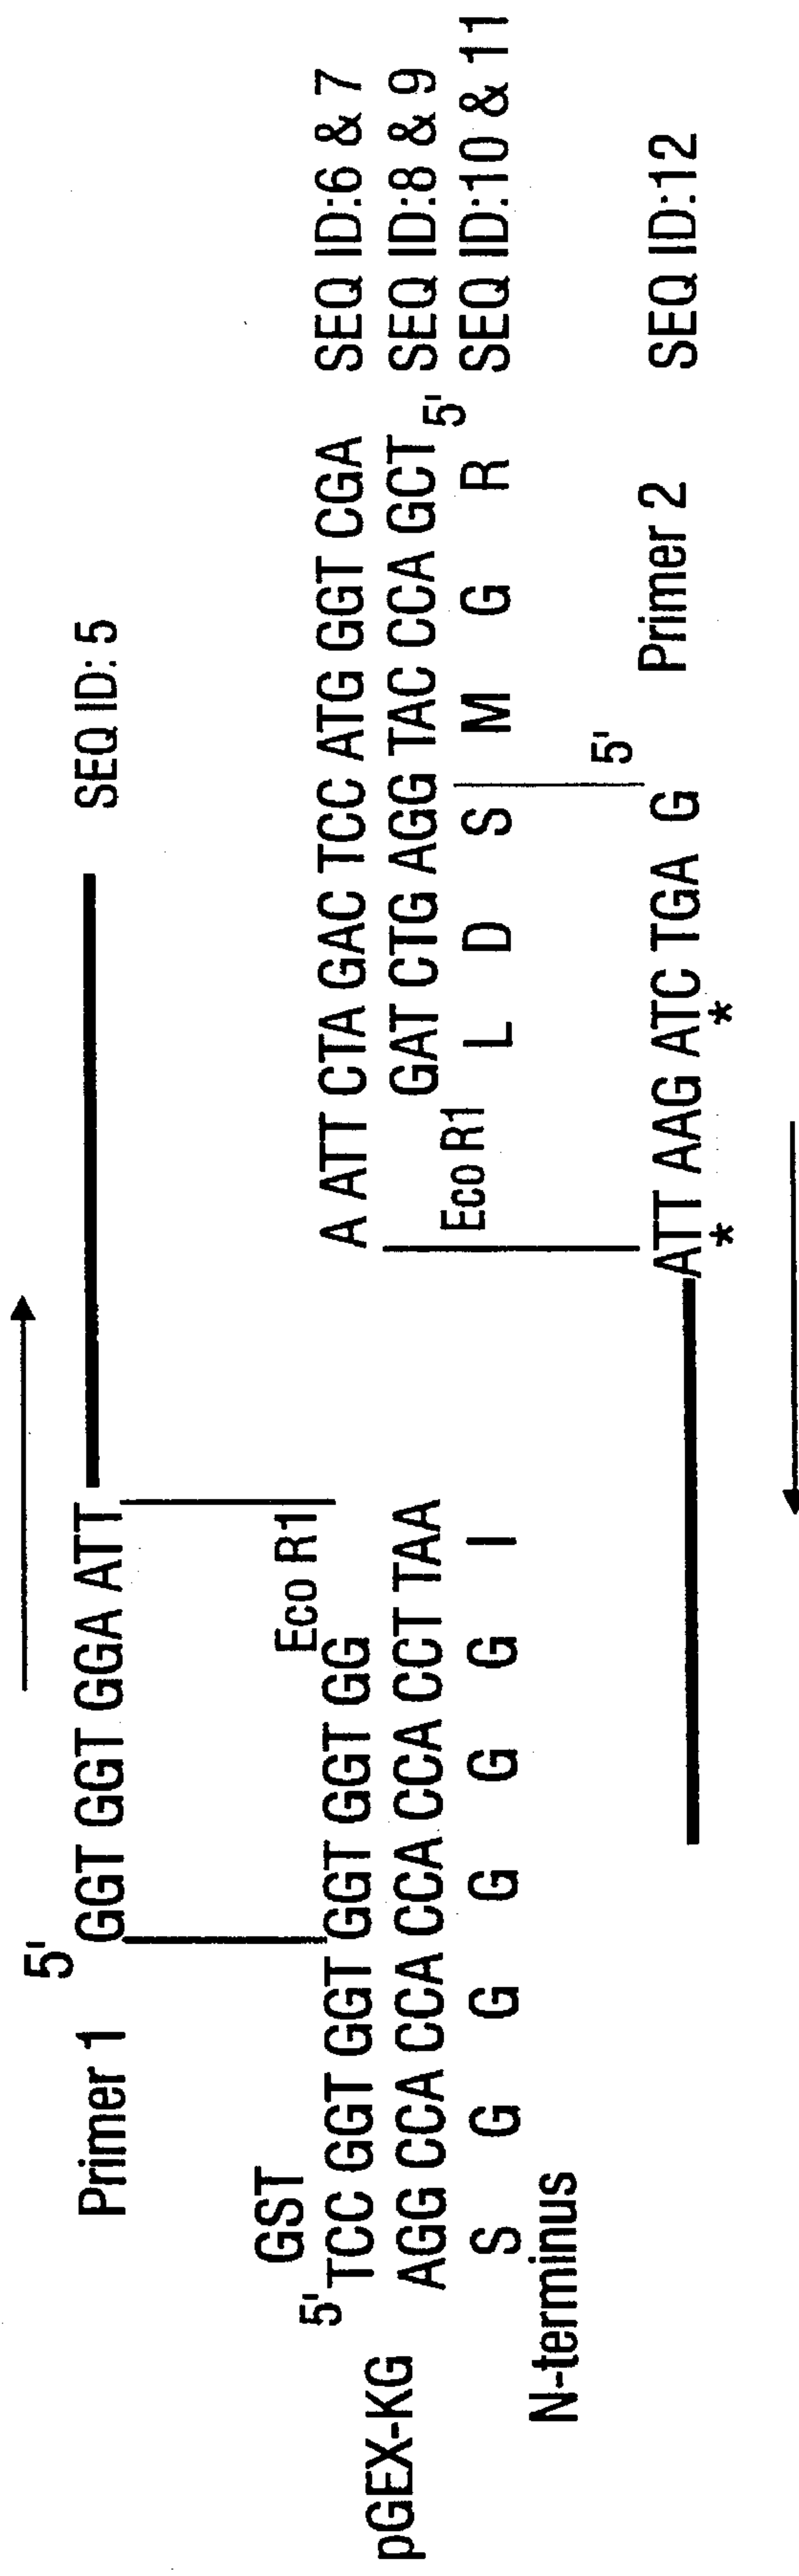 5'
Primer 1 GGT GGT GGT GGA ATT SEQ ID: 5
GST Eco R1
5' TCC GGT GGT GGT GGT GG A ATT CTA GAC TCC ATG GGT CGA SEQ ID:6 & 7
pGEX-KG AGG CCA CCA CCA CCA CCT TAA GAT CTG AGG TAC CCA GCT 5' SEQ ID:8 & 9
Eco R1
S G G G G G I L D S M G R SEQ ID:10 & 11
N-terminus
5'
ATT AAG ATC TGA G Primer 2 SEQ ID:12
* *